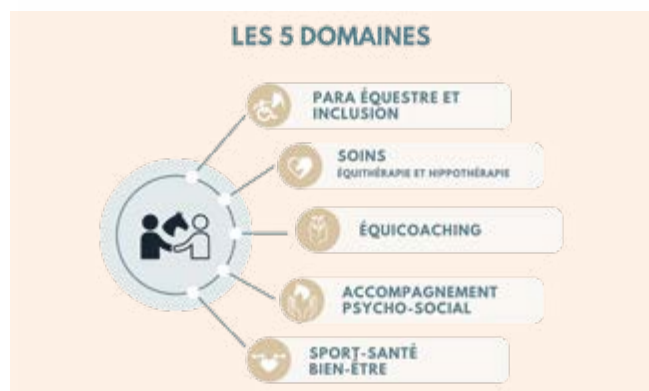 LES 5 DOMAINES
PARA ÉQUESTRE ET
INCLUSION
SOINS
ÉQUITHÉRAPIE ET HIPPOTHÉRAPIE
ÉQUICOACHING
ACCOMPAGNEMENT
PSYCHO-SOCIAL
SPORT-SANTÉ
BIEN-ÊTRE